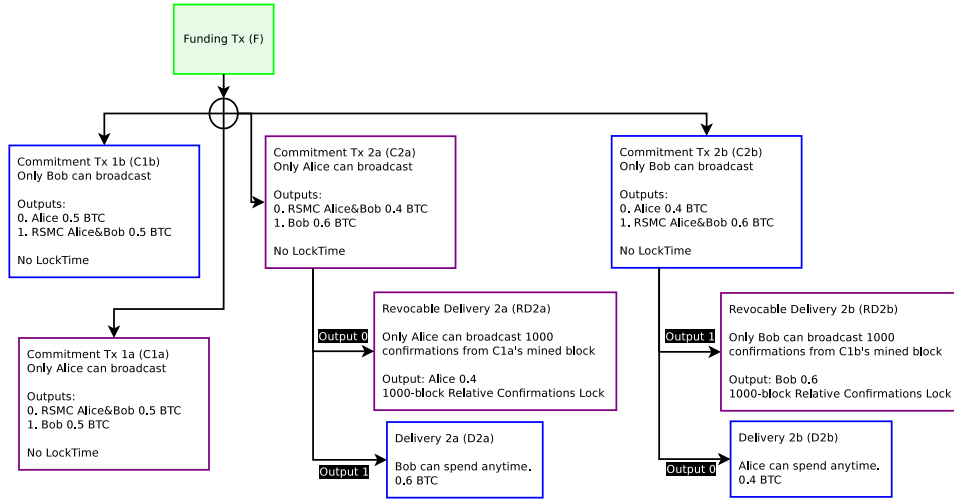 Funding Tx (F)
Commitment Tx 1b (C1b)
Only Bob can broadcast
Outputs:
0. Alice 0.5 BTC
1. RSMC Alice&Bob 0.5 BTC
No LockTime
Commitment Tx 2a (C2a)
Only Alice can broadcast
Outputs:
0. RSMC Alice&Bob 0.4 BTC
1. Bob 0.6 BTC
No LockTime
Commitment Tx 2b (C2b)
Only Bob can broadcast
Outputs:
0. Alice 0.4 BTC
1. RSMC Alice&Bob 0.6 BTC
No LockTime
Commitment Tx 1a (C1a)
Only Alice can broadcast
Outputs:
0. RSMC Alice&Bob 0.5 BTC
1. Bob 0.5 BTC
No LockTime
Output 0
Revocable Delivery 2a (RD2a)
Only Alice can broadcast 1000
confirmations from C1a's mined block
Output: Alice 0.4
1000-block Relative Confirmations Lock
Output 1
Revocable Delivery 2b (RD2b)
Only Bob can broadcast 1000
confirmations from C1b's mined block
Output: Bob 0.6
1000-block Relative Confirmations Lock
Output 1
Delivery 2a (D2a)
Bob can spend anytime.
0.6 BTC
Output 0
Delivery 2b (D2b)
Alice can spend anytime.
0.4 BTC